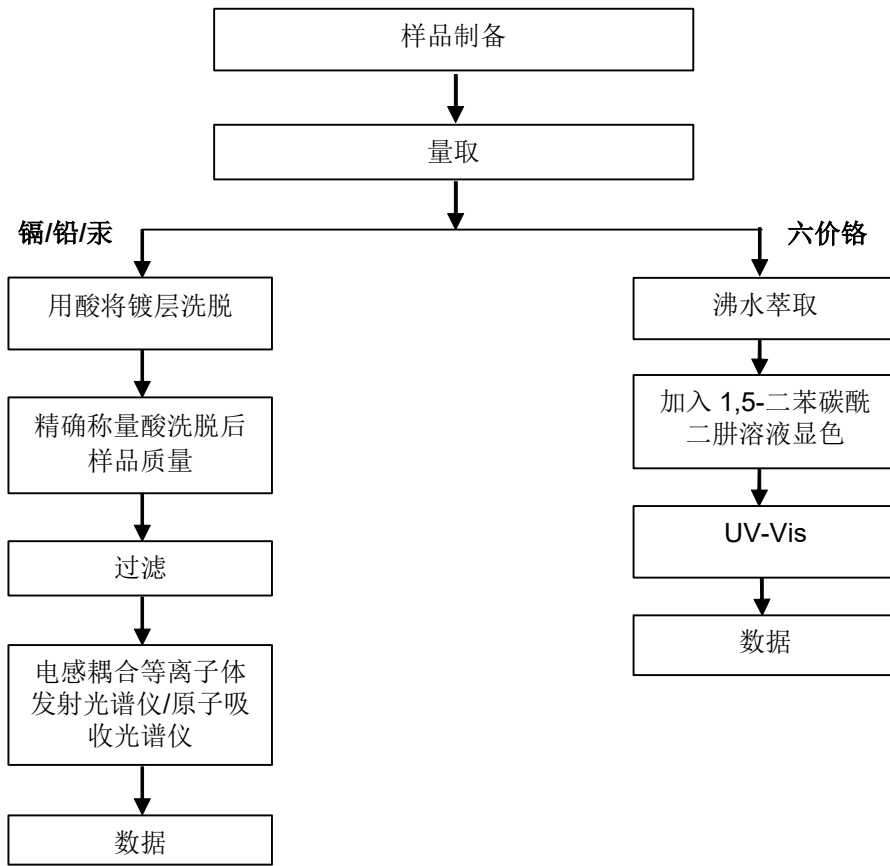 样品制备
量取
镉/铅/汞
六价铬
用酸将镀层洗脱
精确称量酸洗脱后
样品质量
过滤
电感耦合等离子体
发射光谱仪/原子吸
收光谱仪
数据
沸水萃取
加入 1,5-二苯碳酰
二肼溶液显色
UV-Vis
数据